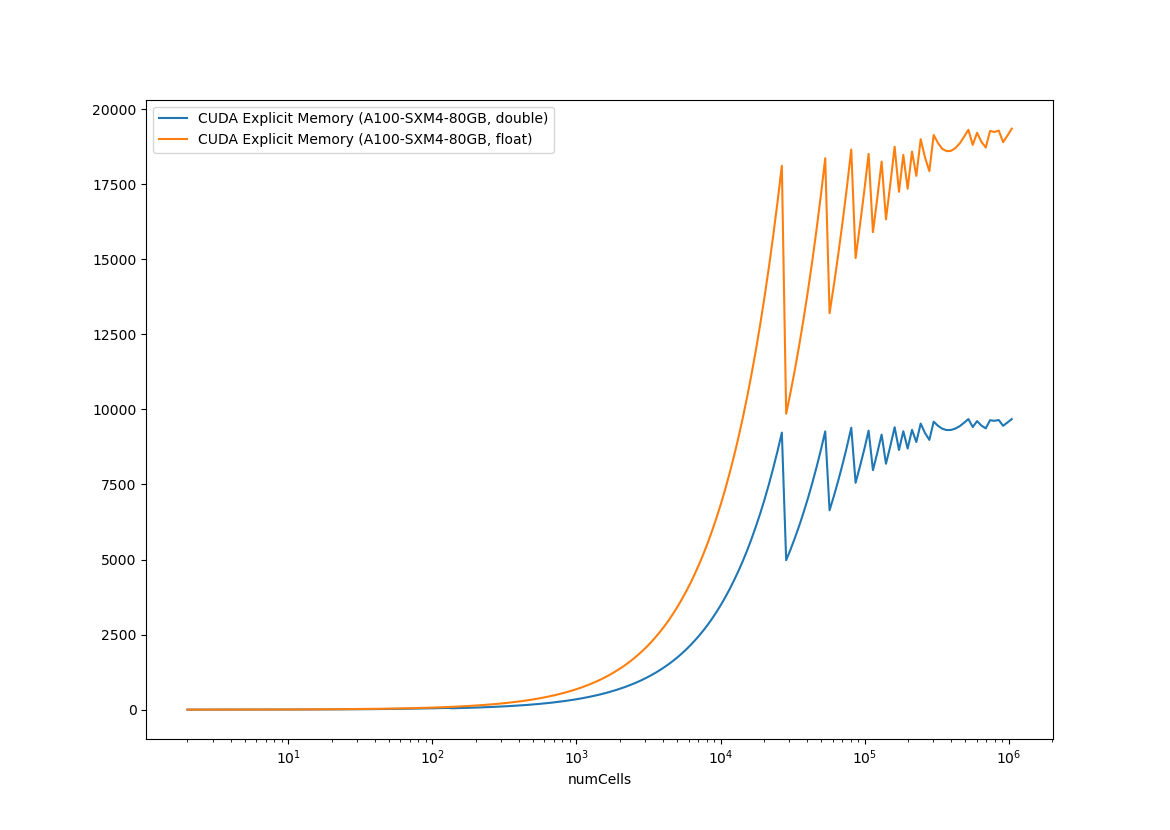 CUDA Explicit Memory (A100-SXM4-80GB, double)
CUDA Explicit Memory (A100-SXM4-80GB, float)
20000
17500
15000
12500
10000
7500
5000
2500
0
10¹ 10² 10³ 10⁴ 10⁵ 10⁶
numCells